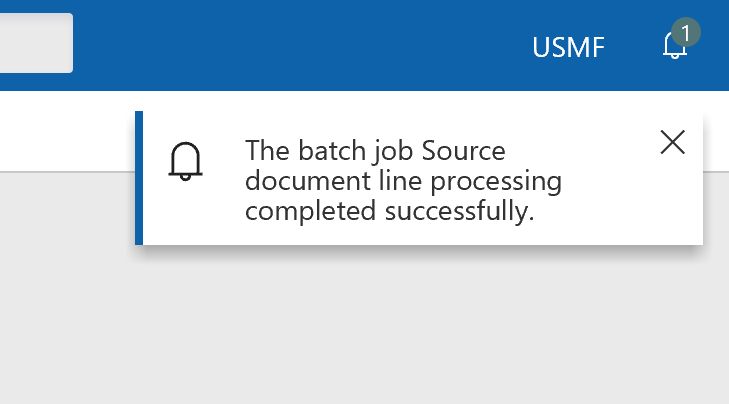 USMF
1
The batch job Source
document line processing
completed successfully.